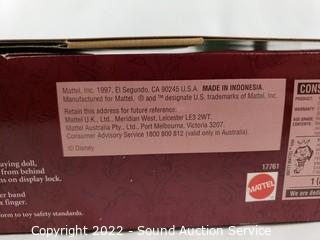 Mattel, Inc. 1997, El Segundo, CA 90245 U.S.A. MADE IN INDONESIA.
Manufactured for Mattel. ® and ™ designate U.S. trademarks of Mattel, Inc.
Retain this address for future reference:
Mattel U.K., Ltd., Meridian West, Leicester LE3 2WT.
Mattel Australia Pty., Ltd., Port Melbourne, Victoria 3207.
Consumer Advisory Service 1800 800 812 (valid only in Australia).
© Disney
aying doll,
from behind
ns on display lock.
er band
x finger.
form to toy safety standards.
17761
MATTEL
CONS
Copyright 2022 - Sound Auction Service